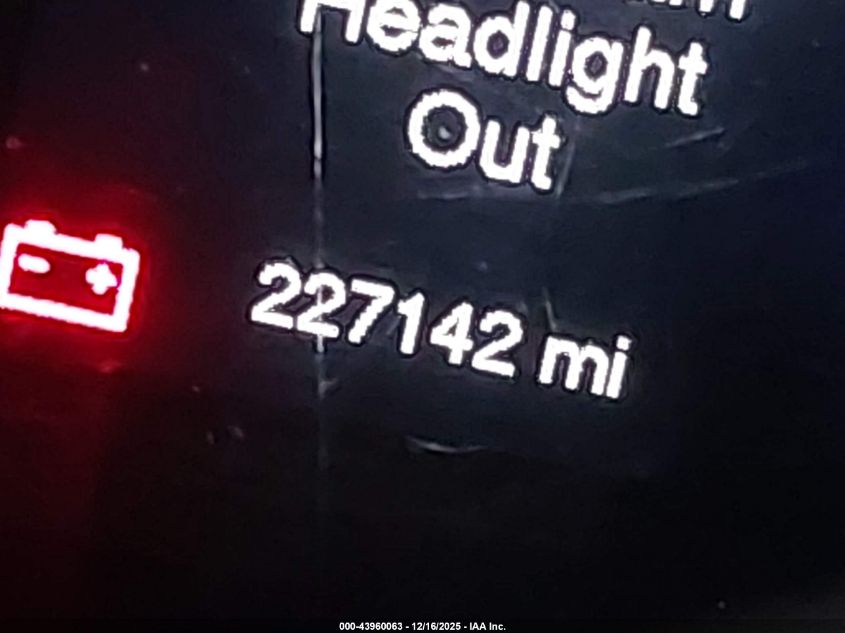 Headlight
Out
227142 mi
000-43960063 - 12/16/2025 - IAA Inc.